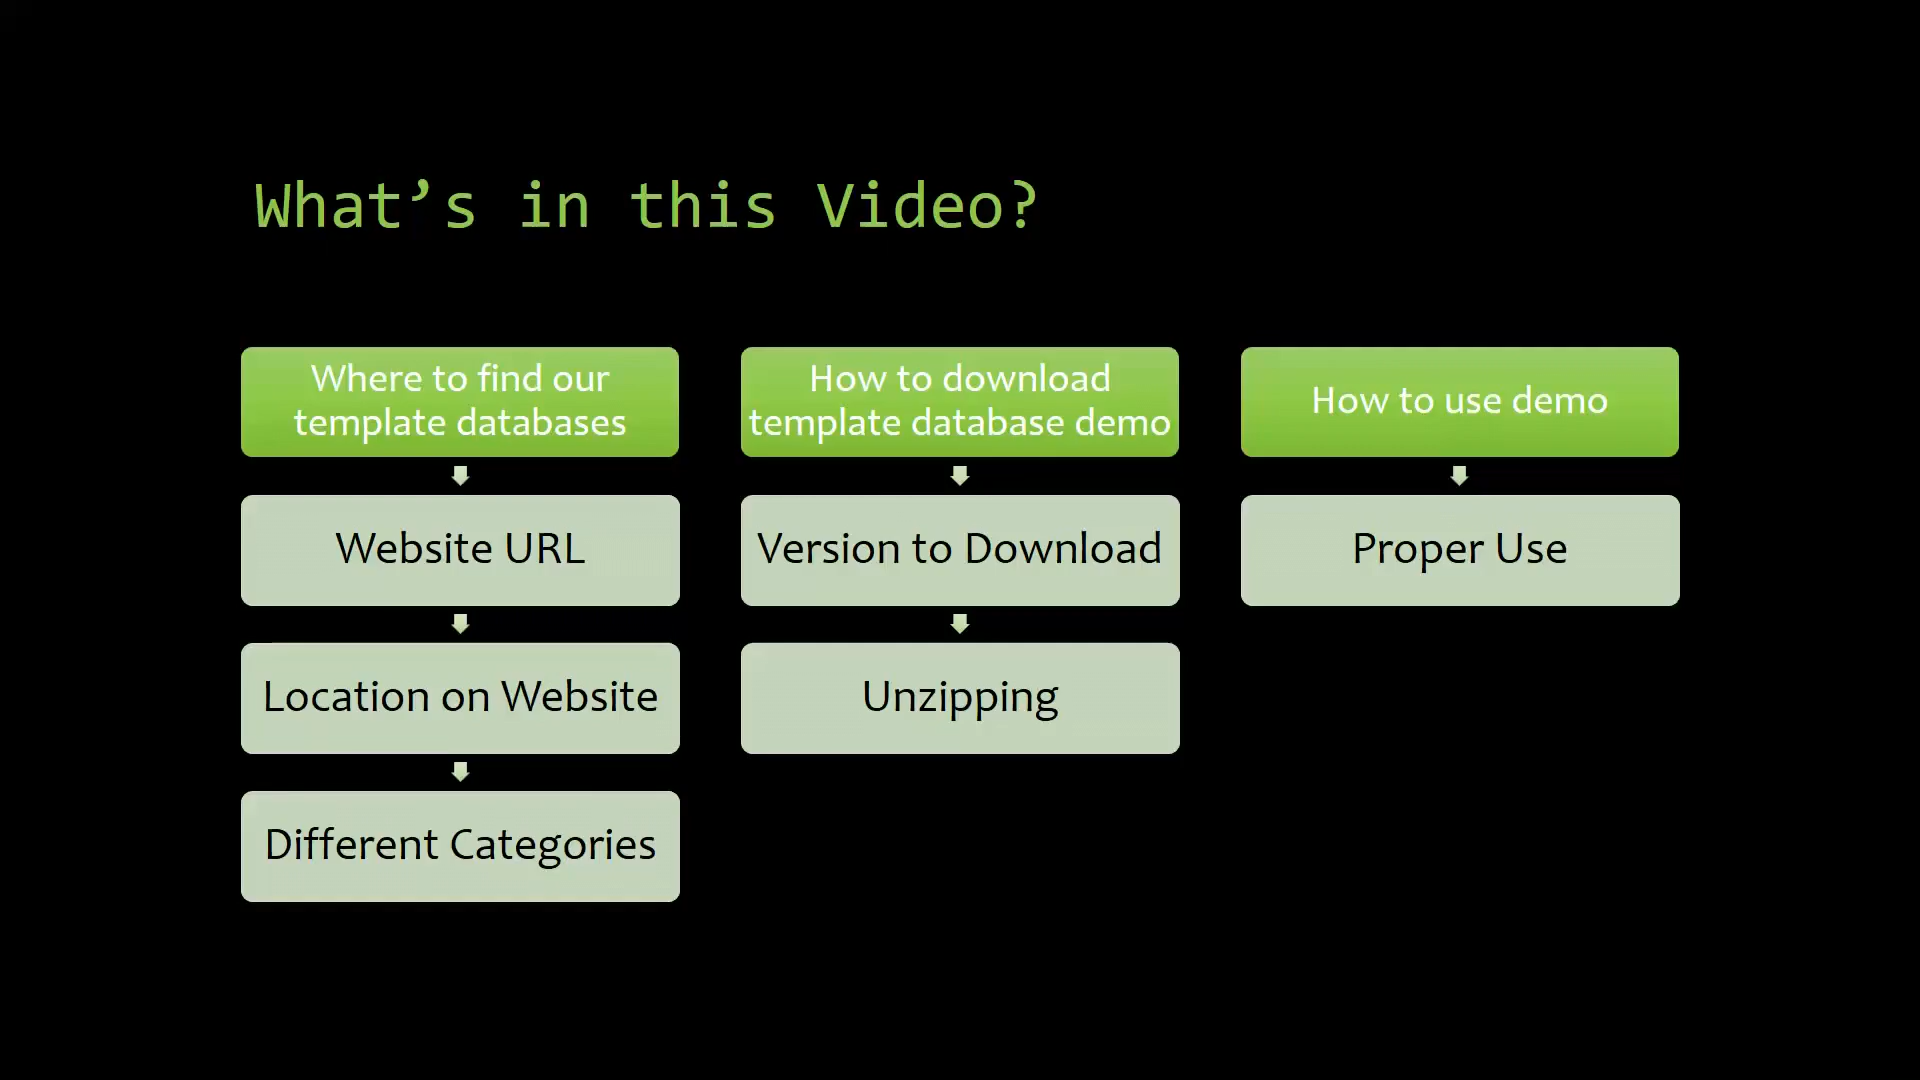 What’s in this Video?
Where to find our
template databases
Website URL
Location on Website
Different Categories
How to download
template database demo
Version to Download
Unzipping
How to use demo
Proper Use